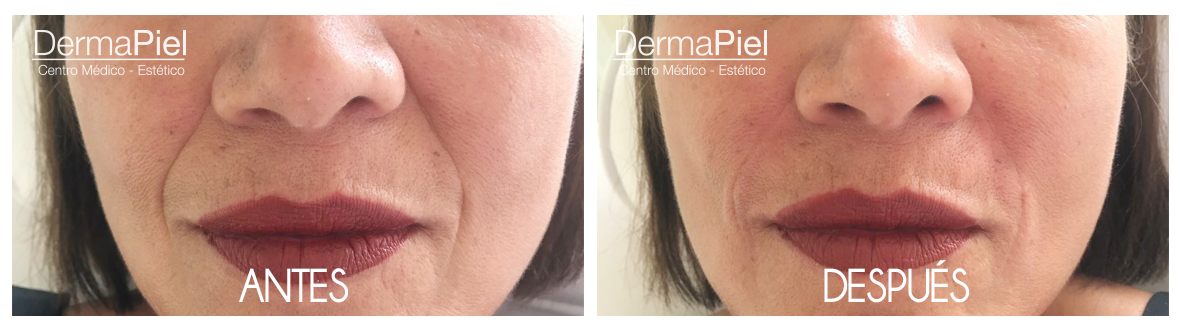 DermaPiel
Centro Médico - Estético
ANTES
DermaPiel
Centro Médico - Estético
DESPUÉS